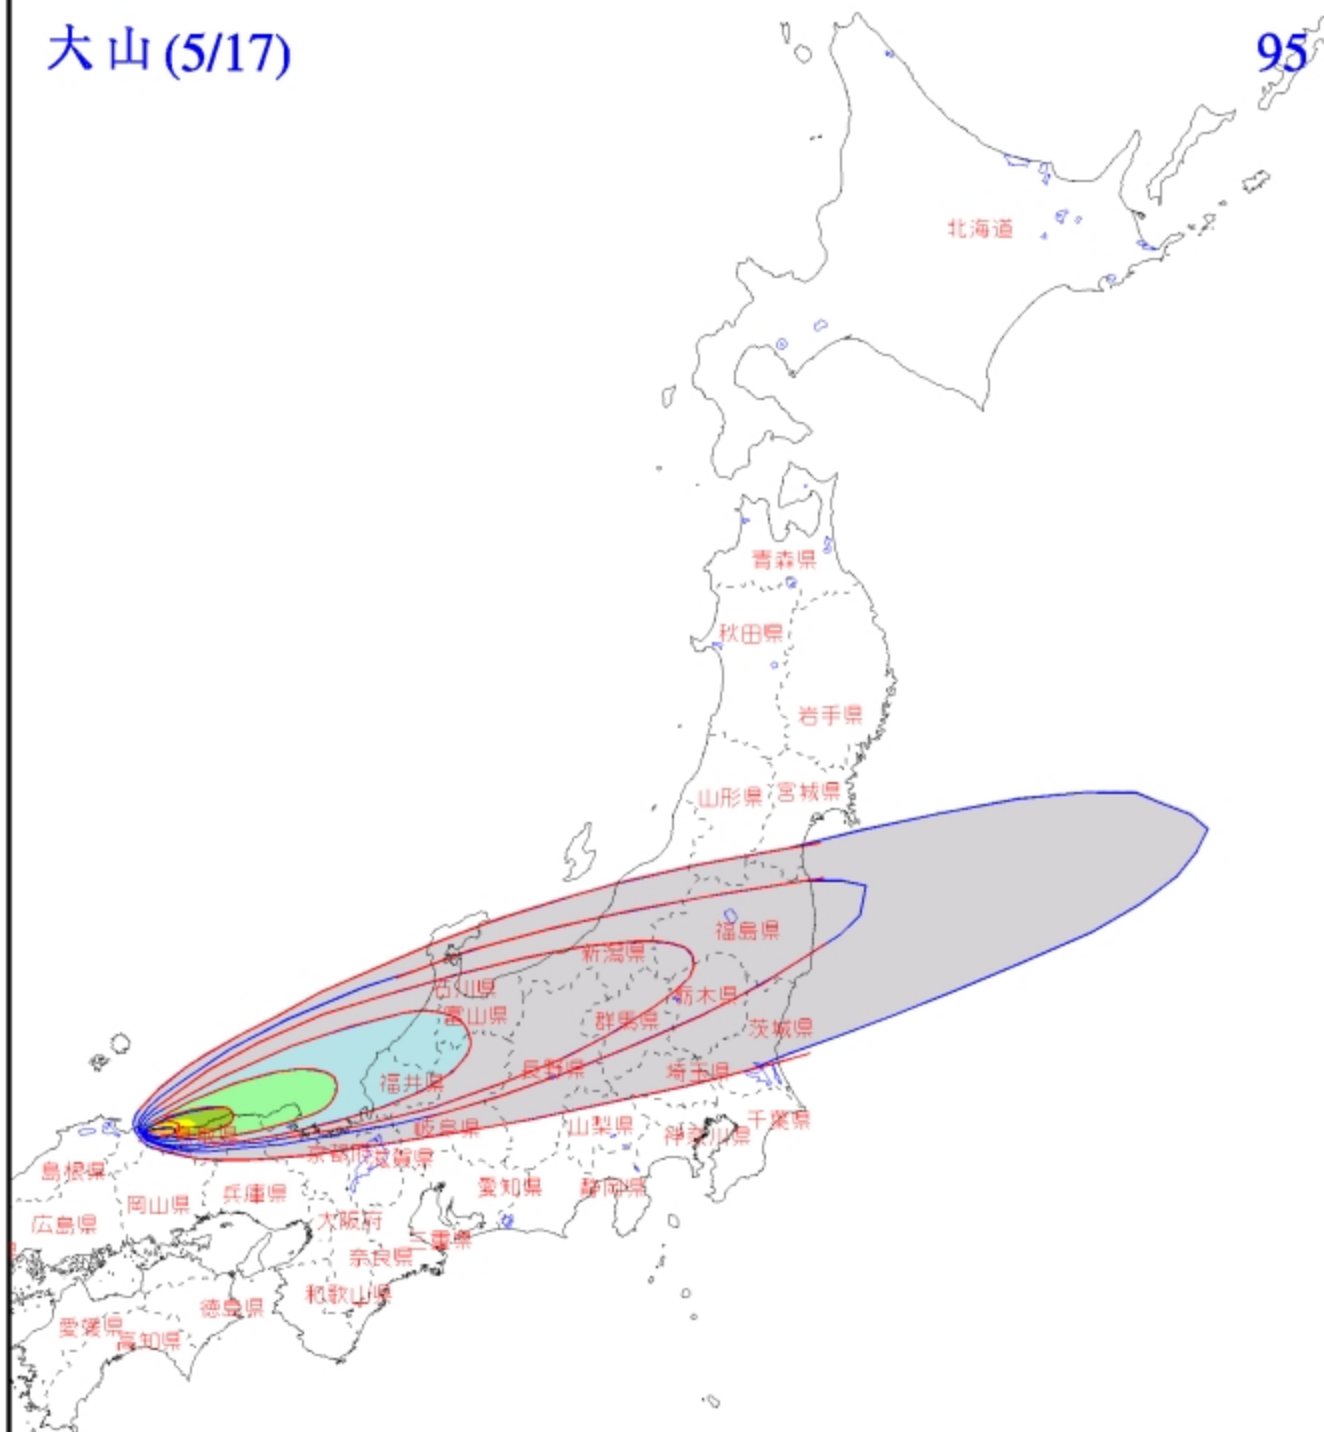 大山(5/17)
95
北海道
青森県
秋田県
岩手県
山形県
宮城県
福島県
新潟県
石川県
富山県
栃木県
群馬県
茨城県
長野県
埼玉県
福井県
千葉県
岐阜県
山梨県
神奈川県
京都府
滋賀県
島根県
愛知県
静岡県
兵庫県
岡山県
広島県
大阪府
三重県
奈良県
和歌山県
徳島県
愛媛県
高知県